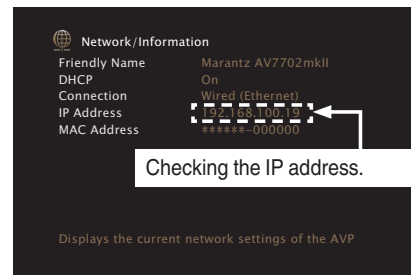 Network/Information
Friendly Name Marantz AV7702mkII
DHCP On
Connection Wired (Ethernet)
IP Address 192.168.100.19
MAC Address ******-000000
Checking the IP address.
Displays the current network settings of the AVP